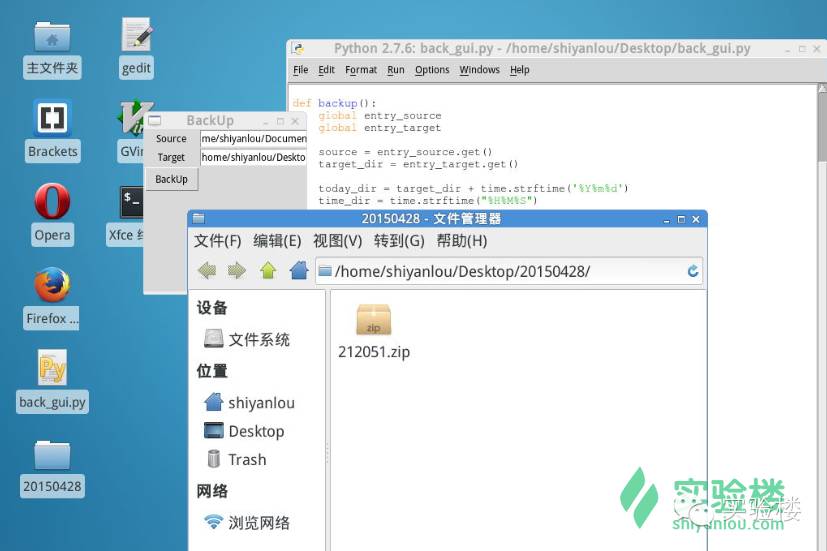 主文件夹
gedit
Brackets
GVi
Opera
Xfce 终
Firefox ...
back_gui.py
20150428
BackUp
Source
me/shiyanlou/Documen
Target
home/shiyanlou/Deskto
BackUp
Python 2.7.6: back_gui.py - /home/shiyanlou/Desktop/back_gui.py
File Edit Format Run Options Windows Help
def backup():
global entry_source
global entry_target
source = entry_source.get()
target_dir = entry_target.get()
today_dir = target_dir + time.strftime('%Y%m%d')
time_dir = time.strftime("%H%M%S")
20150428 - 文件管理器
文件(F) 编辑(E) 视图(V) 转到(G) 帮助(H)
/home/shiyanlou/Desktop/20150428/
设备
文件系统
位置
shiyanlou
Desktop
Trash
网络
浏览网络
zip
212051.zip
实验楼
实验楼
shiyanlou.com